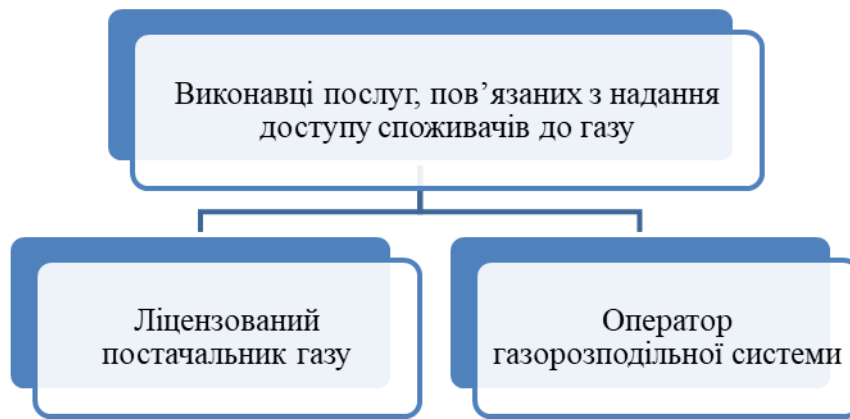 Виконавці послуг, пов’язаних з надання
доступу споживачів до газу
Ліцензований
постачальник газу
Оператор
газорозподільної системи